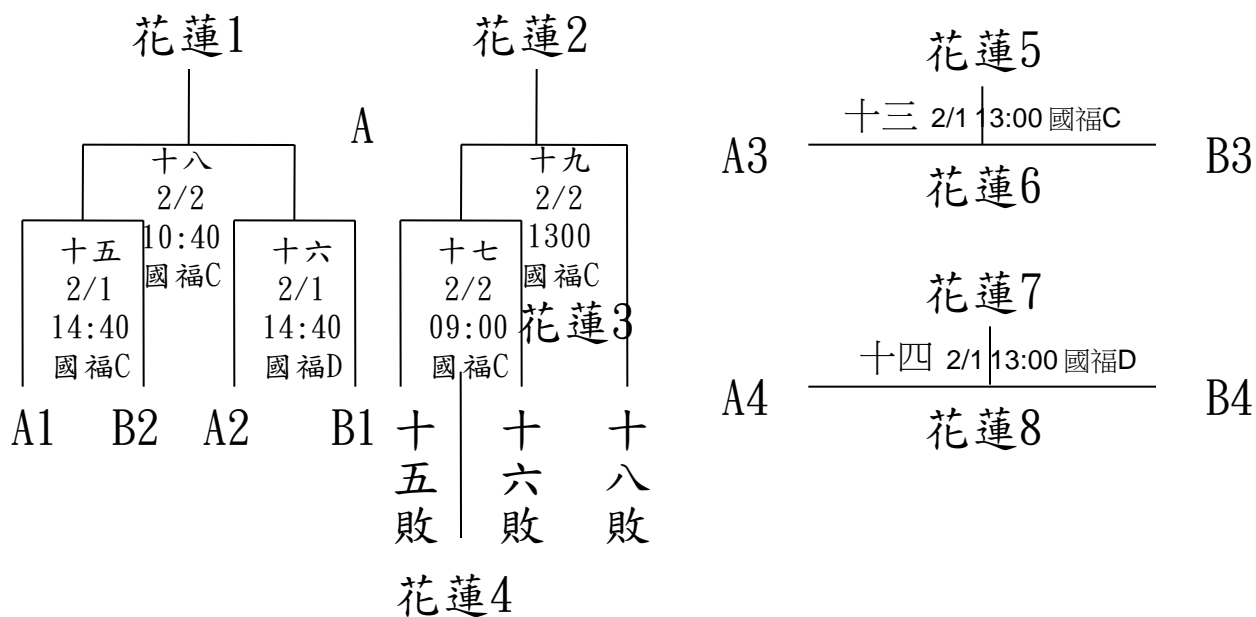 花蓮1
花蓮2
花蓮5
A
十三 2/1 13:00 國福C
A3
B3
花蓮6
十八
2/2
10:40
國福C
十九
2/2
1300
國福C
十五
2/1
14:40
國福C
十六
2/1
14:40
國福D
十七
2/2
09:00
國福C
花蓮3
花蓮7
十四 2/1 13:00 國福D
A4
B4
花蓮8
A1
B2
A2
B1
十五敗
十六敗
十八敗
花蓮4